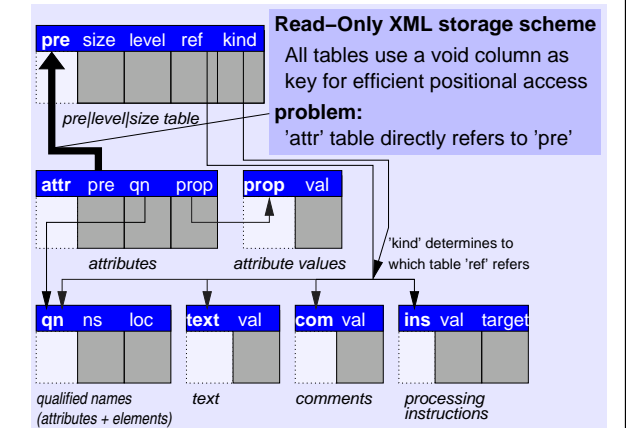 Read−Only XML storage scheme
All tables use a void column as
key for efficient positional access
problem:
'attr' table directly refers to 'pre'
pre size level ref kind
pre|level|size table
attr pre qn prop
prop val
attributes
attribute values
'kind' determines to
which table 'ref' refers
qn ns loc
text val
com val
ins val target
qualified names
(attributes + elements)
text
comments
processing
instructions